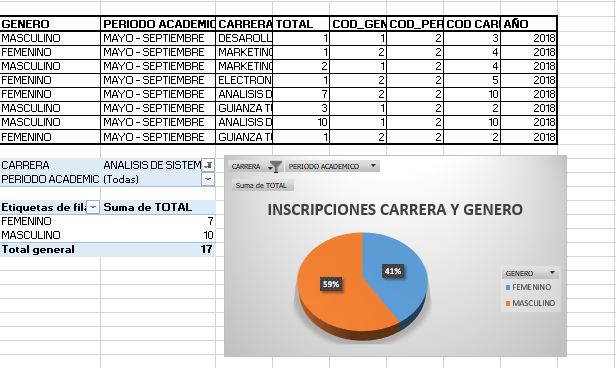 GENERO PERIODO ACADEMIC CARRERA TOTAL COD_GEN COD_PER COD CARI AÑO
MASCULINO MAYO - SEPTIEMBRE DESAROLL 1 1 2 3 2018
FEMENINO MAYO - SEPTIEMBRE MARKETING 1 2 2 4 2018
MASCULINO MAYO - SEPTIEMBRE MARKETING 2 1 2 4 2018
FEMENINO MAYO - SEPTIEMBRE ELECTRON 1 2 2 5 2018
FEMENINO MAYO - SEPTIEMBRE ANALISIS D 7 2 2 10 2018
MASCULINO MAYO - SEPTIEMBRE GUIANZA TU 3 1 2 2 2018
MASCULINO MAYO - SEPTIEMBRE ANALISIS D 10 1 2 10 2018
FEMENINO MAYO - SEPTIEMBRE GUIANZA TU 1 2 2 2 2018
CARRERA ANALISIS DE SISTEM
PERIODO ACADEMIC (Todas)
Etiquetas de fila Suma de TOTAL
FEMENINO 7
MASCULINO 10
Total general 17
CARRERA PERIODO ACADEMICO
Suma de TOTAL
INSCRIPCIONES CARRERA Y GENERO
41%
59%
GENERO
FEMENINO
MASCULINO